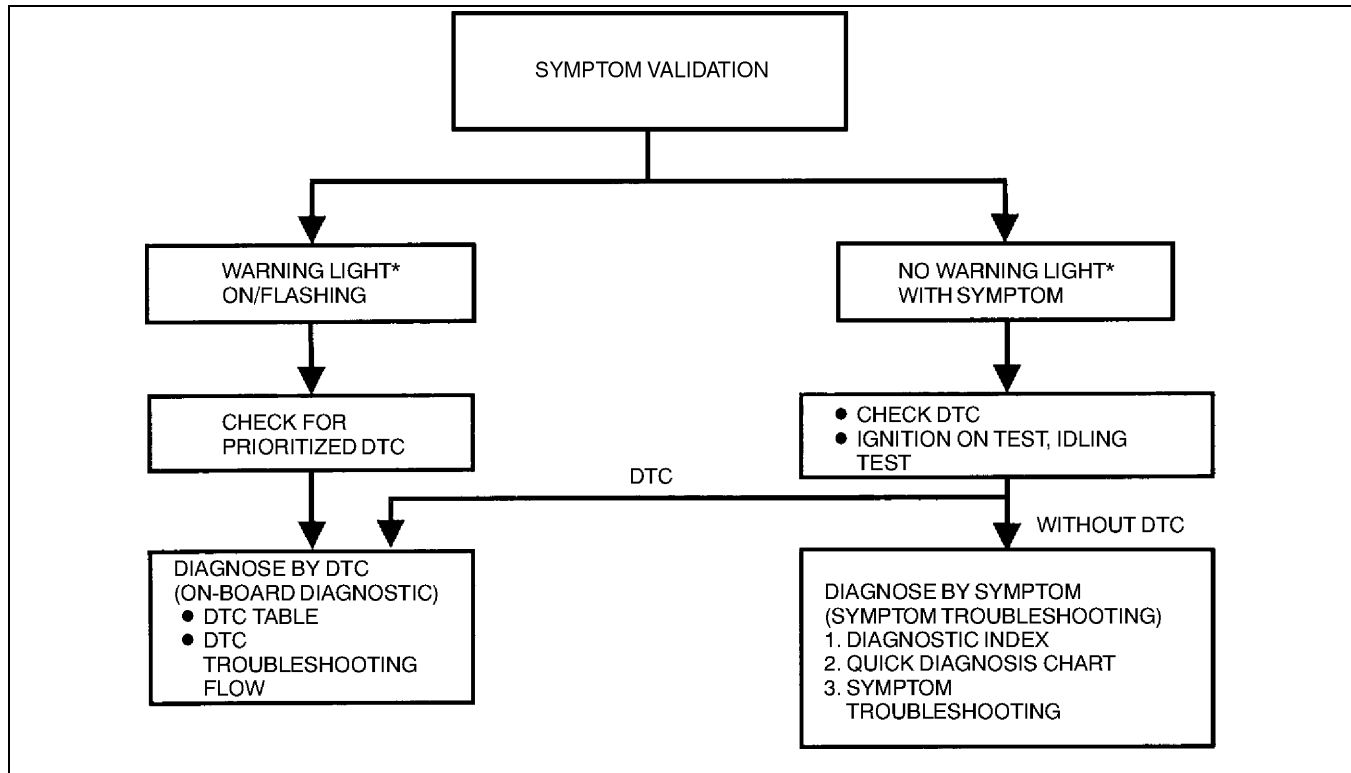 SYMPTOM VALIDATION
WARNING LIGHT*
ON/FLASHING
NO WARNING LIGHT*
WITH SYMPTOM
CHECK FOR
PRIORITIZED DTC
● CHECK DTC
● IGNITION ON TEST, IDLING
TEST
DTC
WITHOUT DTC
DIAGNOSE BY DTC
(ON-BOARD DIAGNOSTIC)
● DTC TABLE
● DTC
TROUBLESHOOTING
FLOW
DIAGNOSE BY SYMPTOM
(SYMPTOM TROUBLESHOOTING)
1. DIAGNOSTIC INDEX
2. QUICK DIAGNOSIS CHART
3. SYMPTOM
TROUBLESHOOTING